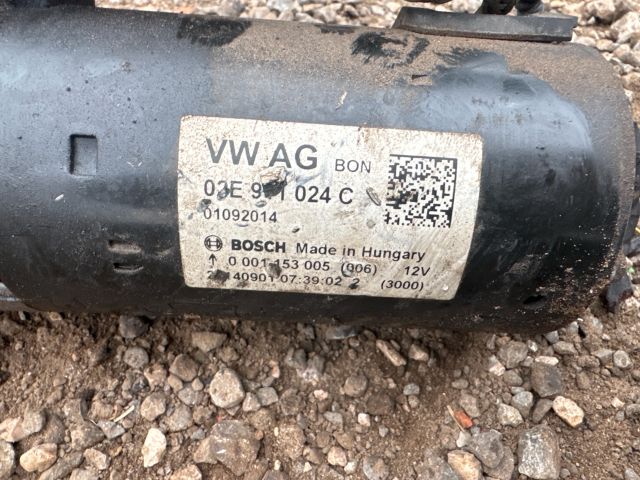 VW AG BON
024 C
01092014
BOSCH Made in Hungary
0 001 153 005 (006) 12V
07:39:02 2 (3000)